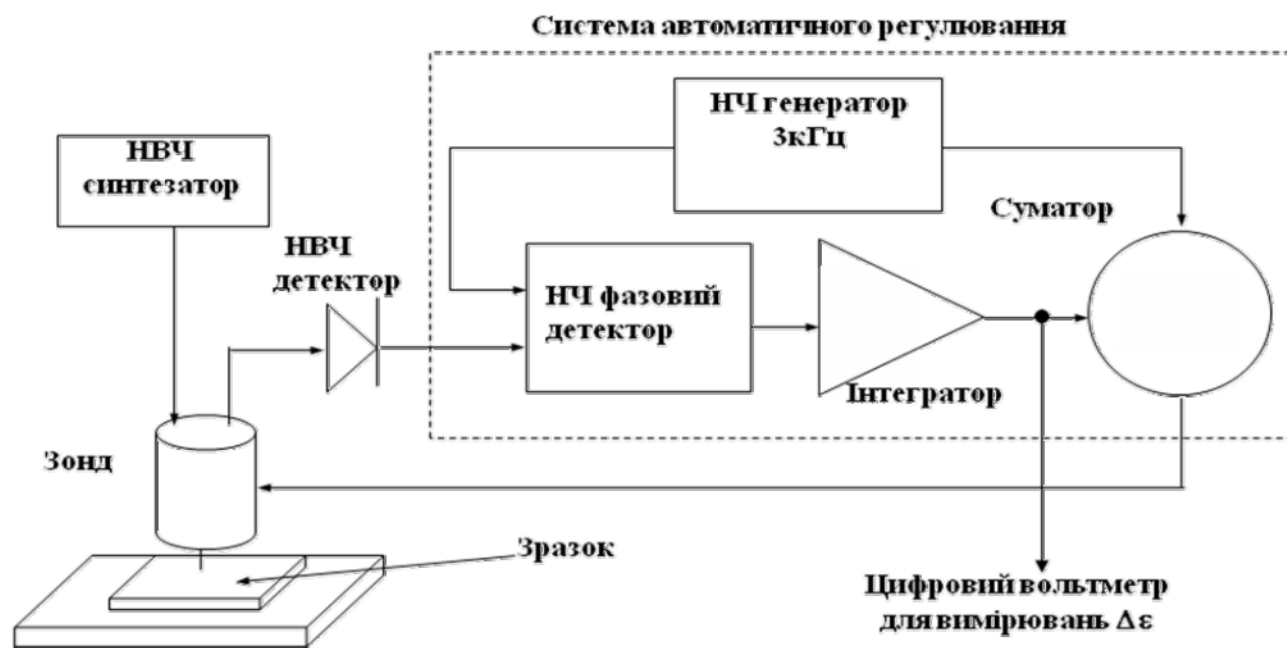 Система автоматичного регулювання
НЧ генератор
3кГц
НВЧ
синтезатор
Суматор
НВЧ
детектор
НЧ фазовий
детектор
Інтегратор
Зонд
Зразок
Цифровий вольтметр
для вимірювань Δε